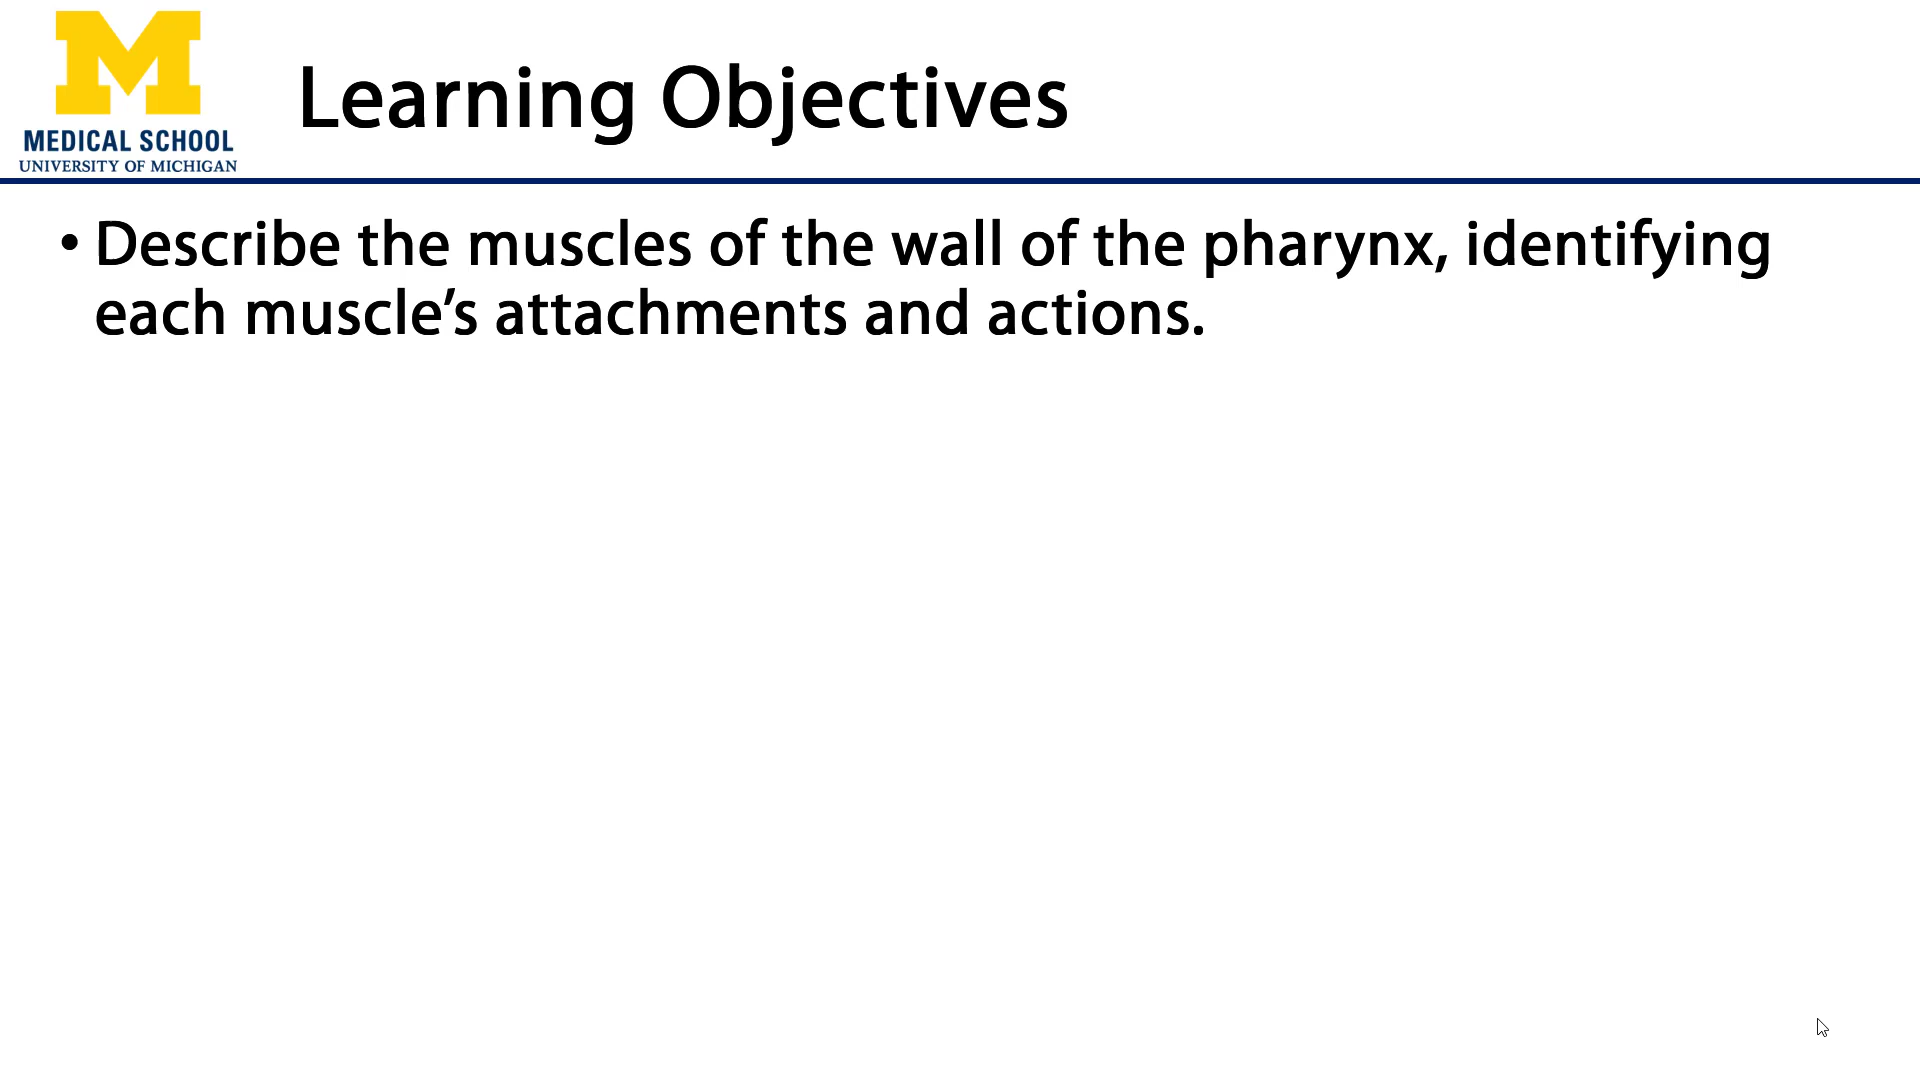 M
MEDICAL SCHOOL
UNIVERSITY OF MICHIGAN
Learning Objectives
• Describe the muscles of the wall of the pharynx, identifying
each muscle’s attachments and actions.